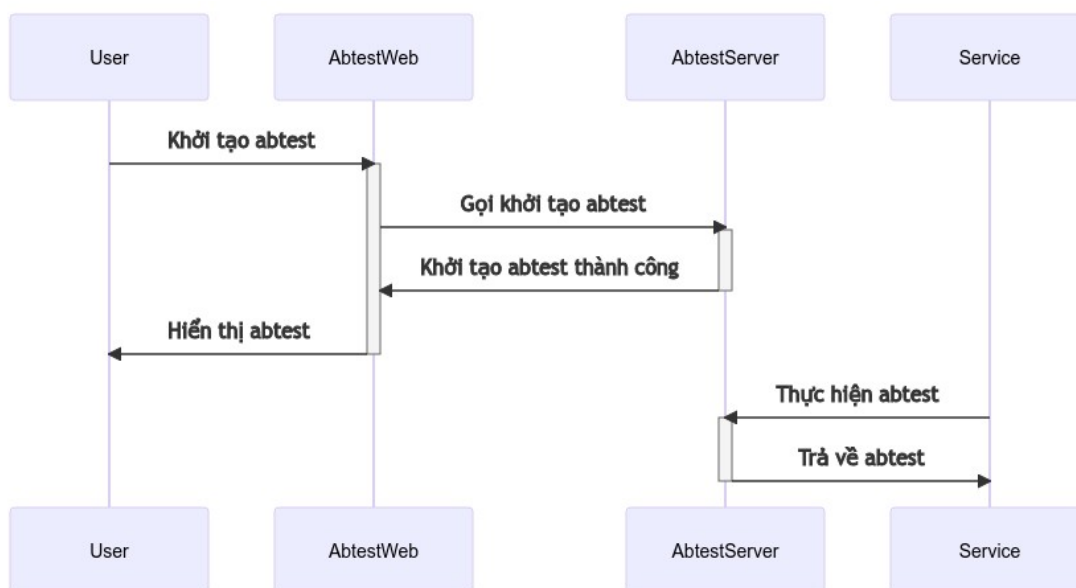 User
AbtestWeb
AbtestServer
Service
Khởi tạo abtest
Gọi khởi tạo abtest
Khởi tạo abtest thành công
Hiển thị abtest
Thực hiện abtest
Trả về abtest
User
AbtestWeb
AbtestServer
Service